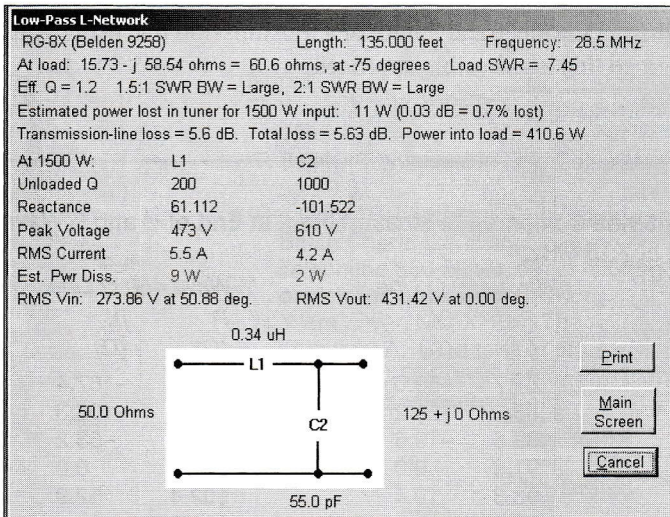 Low-Pass L-Network
RG-8X (Belden 9258) Length: 135.000 feet Frequency: 28.5 MHz
At load: 15.73 - j 58.54 ohms = 60.6 ohms, at -75 degrees Load SWR = 7.45
Eff. Q = 1.2 1.5:1 SWR BW = Large, 2:1 SWR BW = Large
Estimated power lost in tuner for 1500 W input: 11 W (0.03 dB = 0.7% lost)
Transmission-line loss = 5.6 dB. Total loss = 5.63 dB. Power into load = 410.6 W
At 1500 W: L1 C2
Unloaded Q 200 1000
Reactance 61.112 -101.522
Peak Voltage 473 V 610 V
RMS Current 5.5 A 4.2 A
Est. Pwr Diss. 9 W 2 W
RMS Vin: 273.86 V at 50.88 deg. RMS Vout: 431.42 V at 0.00 deg.
0.34 uH
L1
Print
50.0 Ohms
C2
125 + j 0 Ohms
Main
Screen
Cancel
55.0 pF